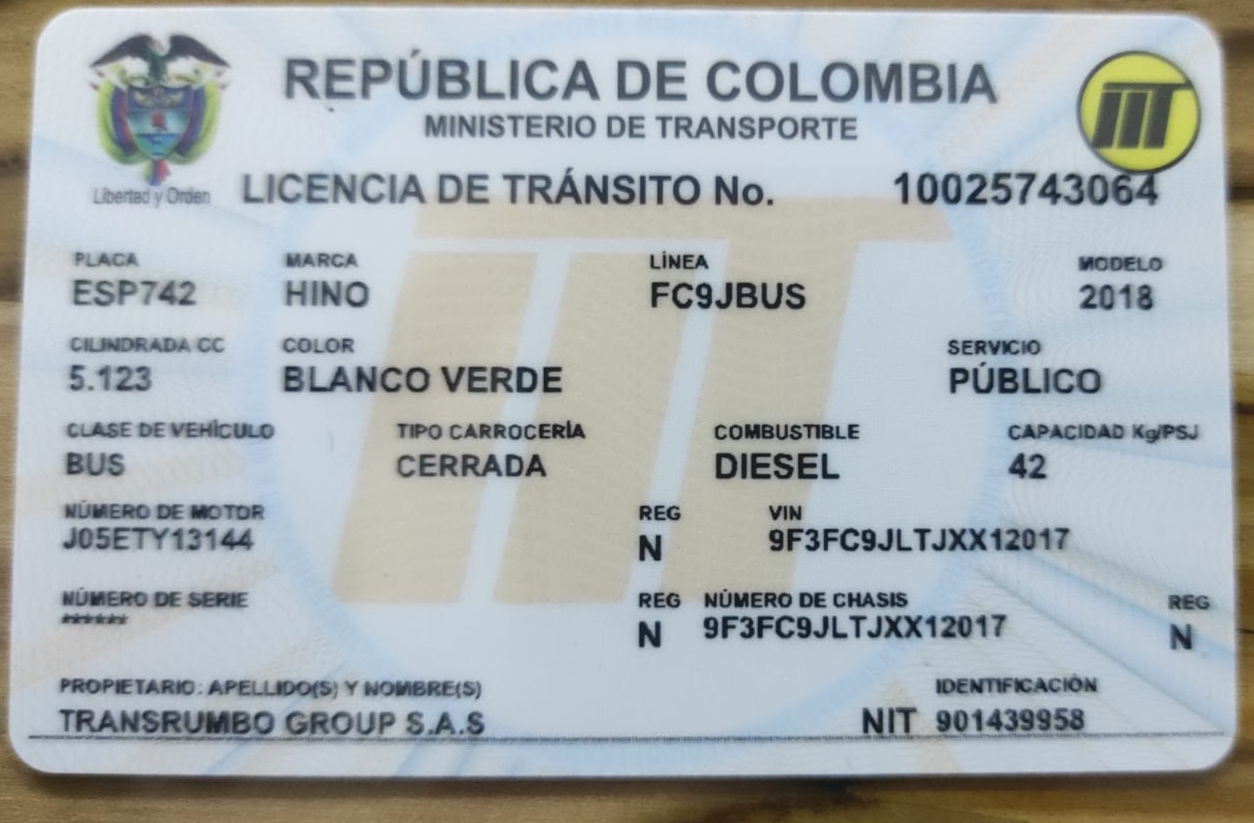 REPÚBLICA DE COLOMBIA
MINISTERIO DE TRANSPORTE
Libertad y Orden
LICENCIA DE TRÁNSITO No. 10025743064
PLACA MARCA LÍNEA MODELO
ESP742 HINO FC9JBUS 2018
CILINDRADA CC COLOR SERVICIO
5.123 BLANCO VERDE PÚBLICO
CLASE DE VEHÍCULO TIPO CARROCERÍA COMBUSTIBLE CAPACIDAD Kg/PSJ
BUS CERRADA DIESEL 42
NÚMERO DE MOTOR REG VIN
J05ETY13144 N 9F3FC9JLTJXX12017
NÚMERO DE SERIE REG NÚMERO DE CHASIS REG
****** N 9F3FC9JLTJXX12017 N
PROPIETARIO: APELLIDO(S) Y NOMBRE(S) IDENTIFICACIÓN
TRANSRUMBO GROUP S.A.S NIT 901439958